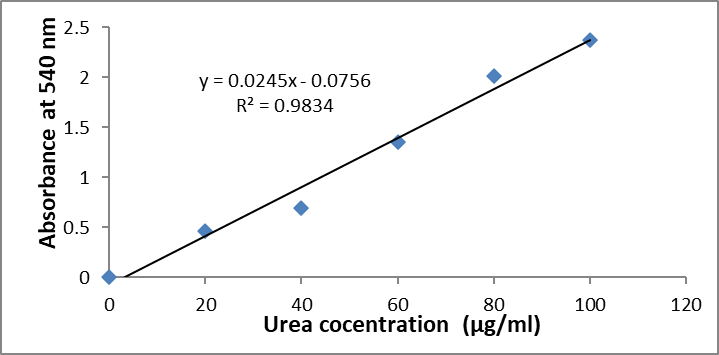 Absorbance at 540 nm
2.5
2
1.5
1
0.5
0
y = 0.0245x - 0.0756
R² = 0.9834
0 20 40 60 80 100 120
Urea cocentration (µg/ml)